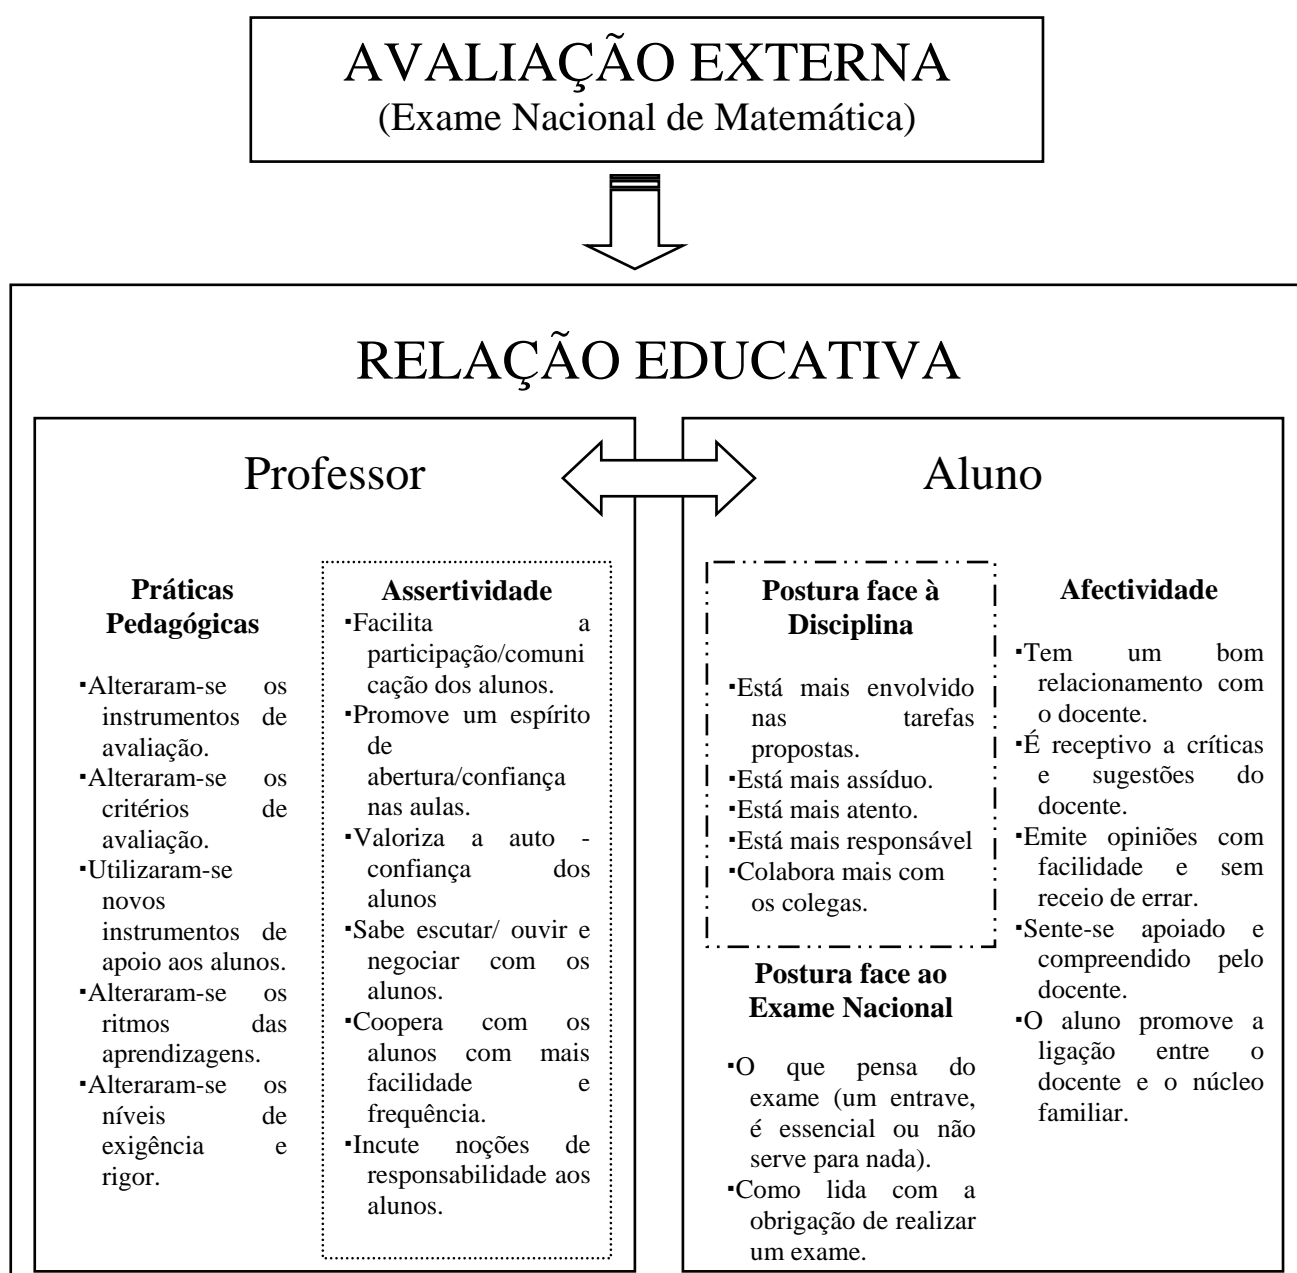 AVALIAÇÃO EXTERNA
(Exame Nacional de Matemática)
RELAÇÃO EDUCATIVA
Professor
Práticas
Pedagógicas
▪Alteraram-se os
instrumentos de
avaliação.
▪Alteraram-se os
critérios de
avaliação.
▪Utilizaram-se
novos
instrumentos de
apoio aos alunos.
▪Alteraram-se os
ritmos das
aprendizagens.
▪Alteraram-se os
níveis de
exigência e
rigor.
Assertividade
▪Facilita a
participação/comuni
cação dos alunos.
▪Promove um espírito
de
abertura/confiança
nas aulas.
▪Valoriza a auto -
confiança dos
alunos
▪Sabe escutar/ ouvir e
negociar com os
alunos.
▪Coopera com os
alunos com mais
facilidade e
frequência.
▪Incute noções de
responsabilidade aos
alunos.
Aluno
Postura face à
Disciplina
▪Está mais envolvido
nas tarefas
propostas.
▪Está mais assíduo.
▪Está mais atento.
▪Está mais responsável
▪Colabora mais com
os colegas.
Postura face ao
Exame Nacional
▪O que pensa do
exame (um entrave,
é essencial ou não
serve para nada).
▪Como lida com a
obrigação de realizar
um exame.
Afectividade
▪Tem um bom
relacionamento com
o docente.
▪É receptivo a críticas
e sugestões do
docente.
▪Emite opiniões com
facilidade e sem
receio de errar.
▪Sente-se apoiado e
compreendido pelo
docente.
▪O aluno promove a
ligação entre o
docente e o núcleo
familiar.